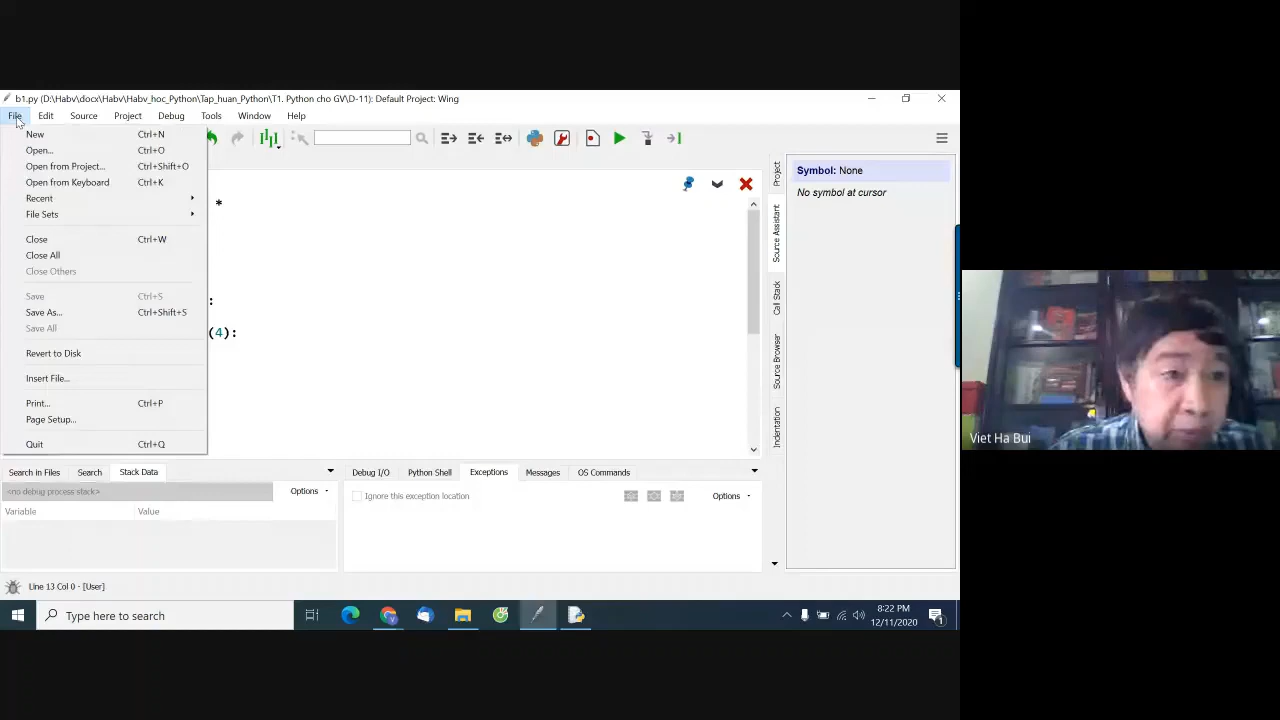 b1.py (D:\Habv\docx\Habv\Habv_hoc_Python\Tap_huan_Python\T1. Python cho GV\D-11): Default Project: Wing
File Edit Source Project Debug Tools Window Help
New Ctrl+N
Open... Ctrl+O
Open from Project... Ctrl+Shift+O
Open from Keyboard Ctrl+K
Recent
File Sets
Close Ctrl+W
Close All
Close Others
Save Ctrl+S
Save As... Ctrl+Shift+S
Save All
Revert to Disk
Insert File...
Print... Ctrl+P
Page Setup...
Quit Ctrl+Q
*
:
(4):
Project
Source Assistant
Call Stack
Source Browser
Indentation
Symbol: None
No symbol at cursor
Viet Ha Bui
Search in Files Search Stack Data
<no debug process stack> Options
Variable Value
Debug I/O Python Shell Exceptions Messages OS Commands
Ignore this exception location Options
Line 13 Col 0 - [User]
Type here to search
8:22 PM
12/11/2020
1